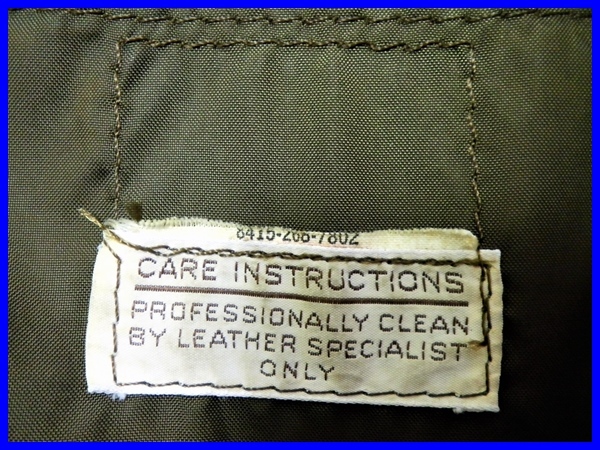 8415-268-7802
CARE INSTRUCTIONS
PROFESSIONALLY CLEAN
BY LEATHER SPECIALIST
ONLY